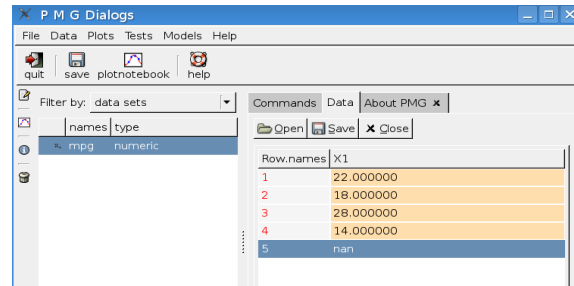 P M G Dialogs
File Data Plots Tests Models Help
quit save plotnotebook help
Filter by: data sets
names type
mpg numeric
Commands Data About PMG
Open Save Close
Row.names X1
1 22.000000
2 18.000000
3 28.000000
4 14.000000
5 nan